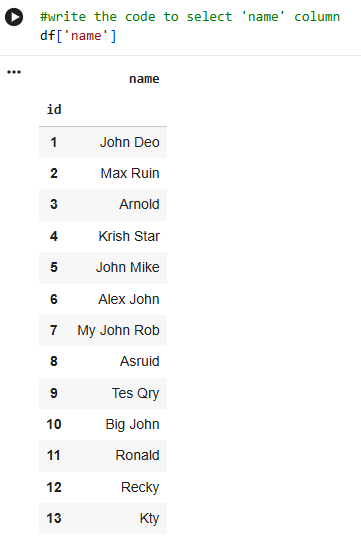 #write the code to select 'name' column
df['name']
name
id
1 John Deo
2 Max Ruin
3 Arnold
4 Krish Star
5 John Mike
6 Alex John
7 My John Rob
8 Asruid
9 Tes Qry
10 Big John
11 Ronald
12 Recky
13 Kty